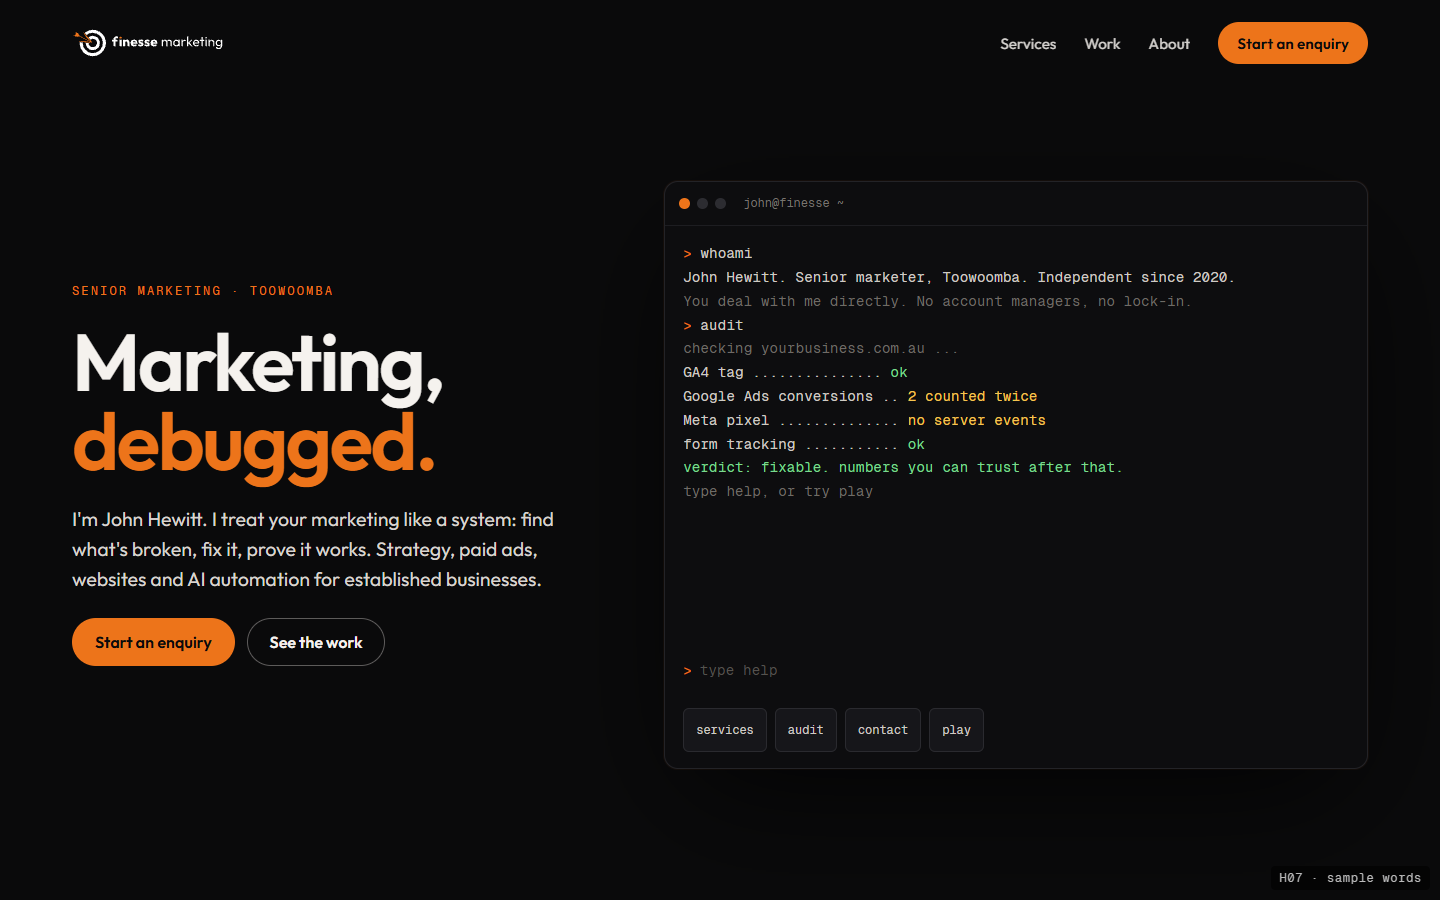 finesse marketing
Services
Work
About
Start an enquiry
SENIOR MARKETING · TOOWOOMBA
Marketing,
debugged.
I'm John Hewitt. I treat your marketing like a system: find
what's broken, fix it, prove it works. Strategy, paid ads,
websites and AI automation for established businesses.
Start an enquiry
See the work
john@finesse ~
> whoami
John Hewitt. Senior marketer, Toowoomba. Independent since 2020.
You deal with me directly. No account managers, no lock-in.
> audit
checking yourbusiness.com.au ...
GA4 tag ............... ok
Google Ads conversions .. 2 counted twice
Meta pixel .............. no server events
form tracking ........... ok
verdict: fixable. numbers you can trust after that.
type help, or try play
> type help
services
audit
contact
play
H07 · sample words